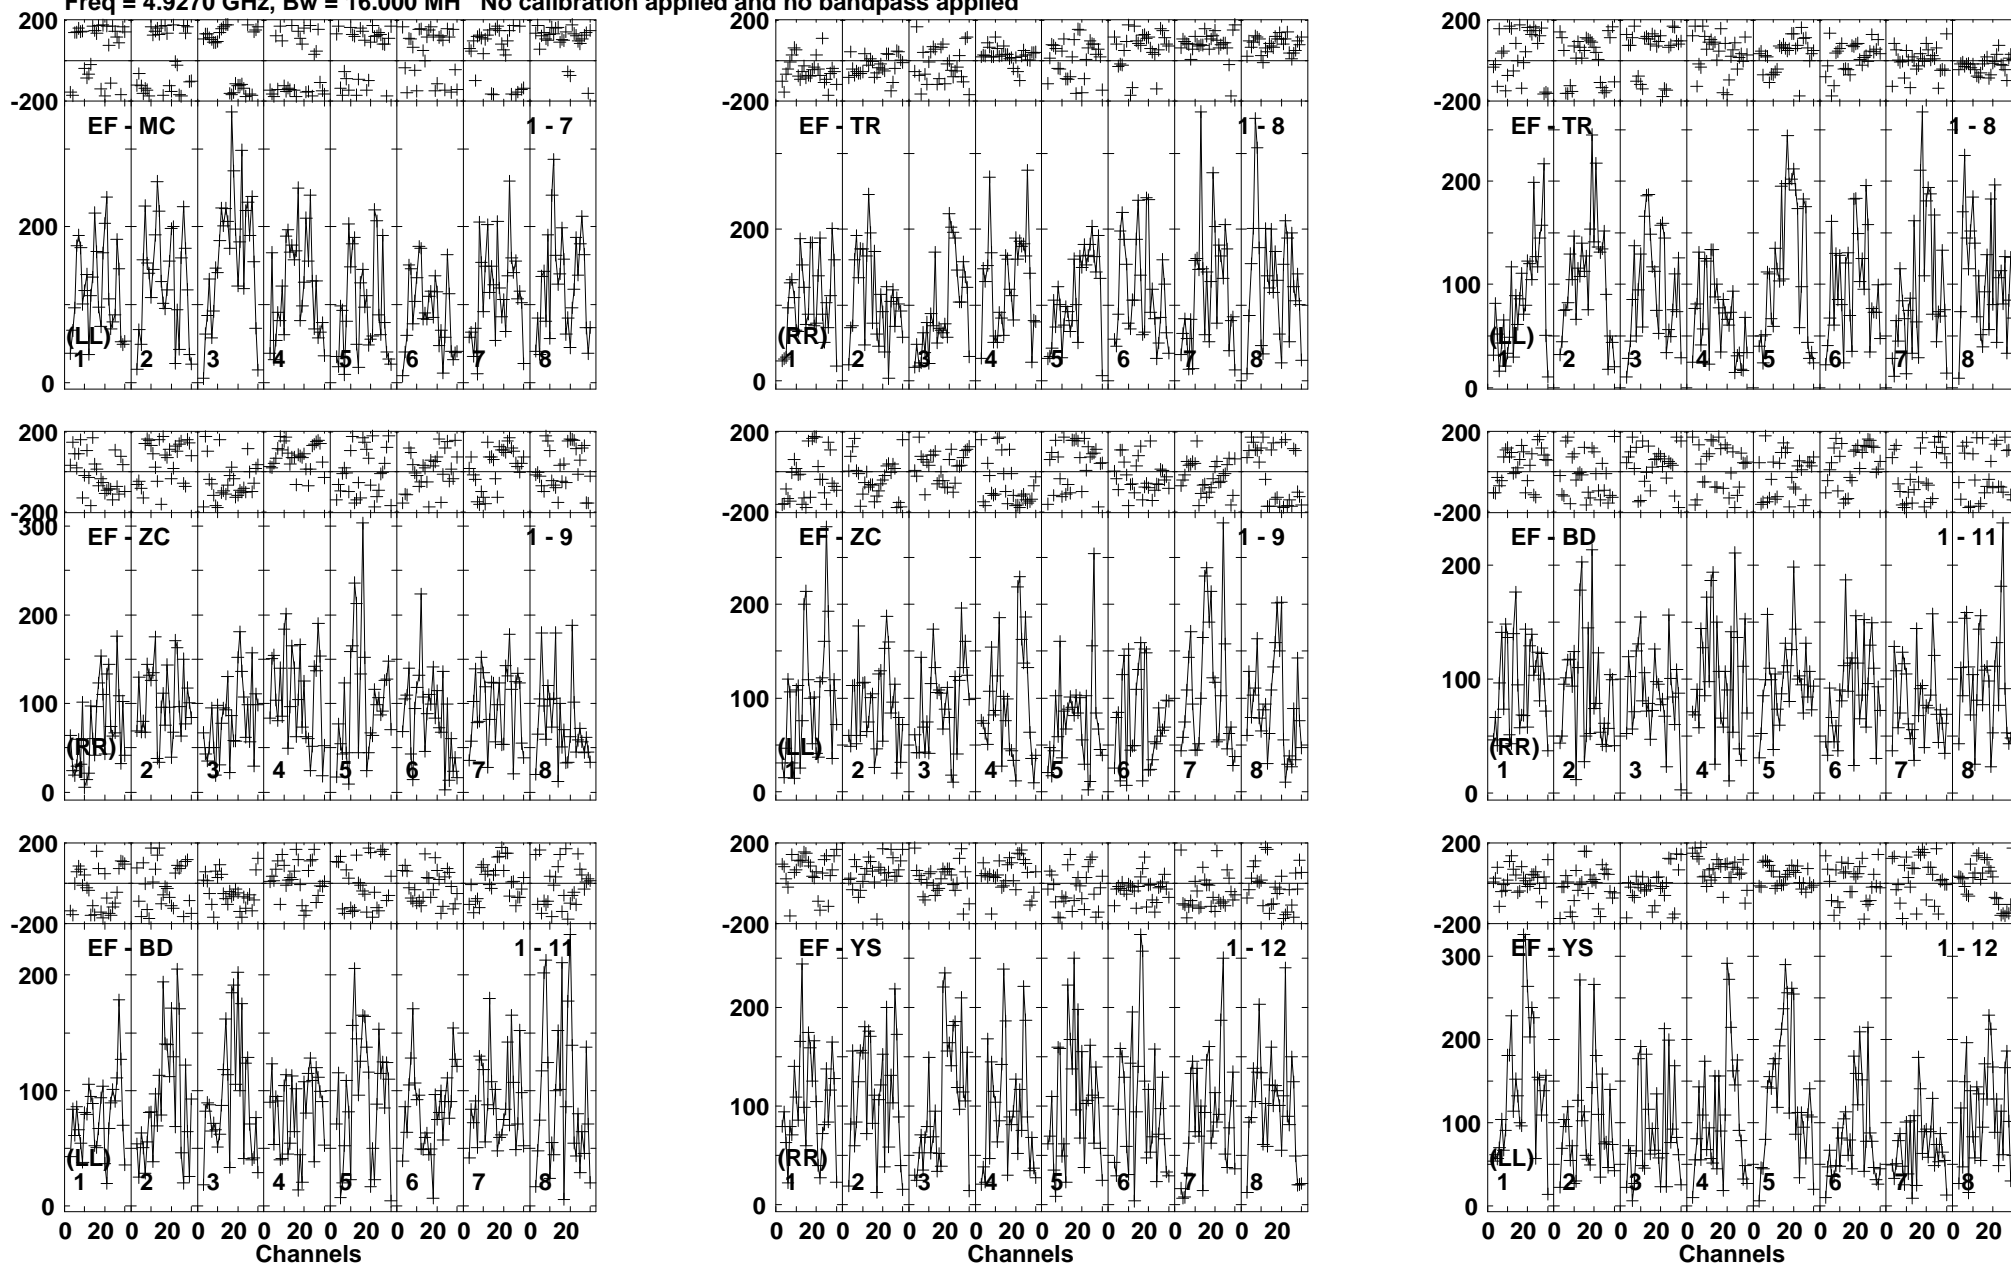 Freq = 4.9270 GHz, Bw = 16.000 MH No calibration applied and no bandpass applied
200 200 200
-200 -200 -200
EF - MC 1 - 7 EF - TR 1 - 8 EF - TR 1 - 8
200 200 200
100
(LL) (RR) (LL)
1 2 3 4 5 6 7 8 1 2 3 4 5 6 7 8 1 2 3 4 5 6 7 8
0 0 0
200 200 200
-200 -200 -200
300
EF - ZC 1 - 9 EF - ZC 1 - 9 EF - BD 1 - 11
200 200 200
100 100 100
(RR) (LL) (RR)
1 2 3 4 5 6 7 8 1 2 3 4 5 6 7 8 1 2 3 4 5 6 7 8
0 0 0
200 200 200
-200 -200 -200
EF - BD 1 - 11 EF - YS 1 - 12 EF - YS 1 - 12
300
200 200 200
100 100 100
(LL) (RR) (LL)
1 2 3 4 5 6 7 8 1 2 3 4 5 6 7 8 1 2 3 4 5 6 7 8
0 0 0
0 20 0 20 0 20 0 20 0 20 0 20 0 20 0 20 0 20 0 20 0 20 0 20 0 20 0 20 0 20 0 20 0 20 0 20 0 20 0 20 0 20 0 20 0 20 0 20
Channels Channels Channels